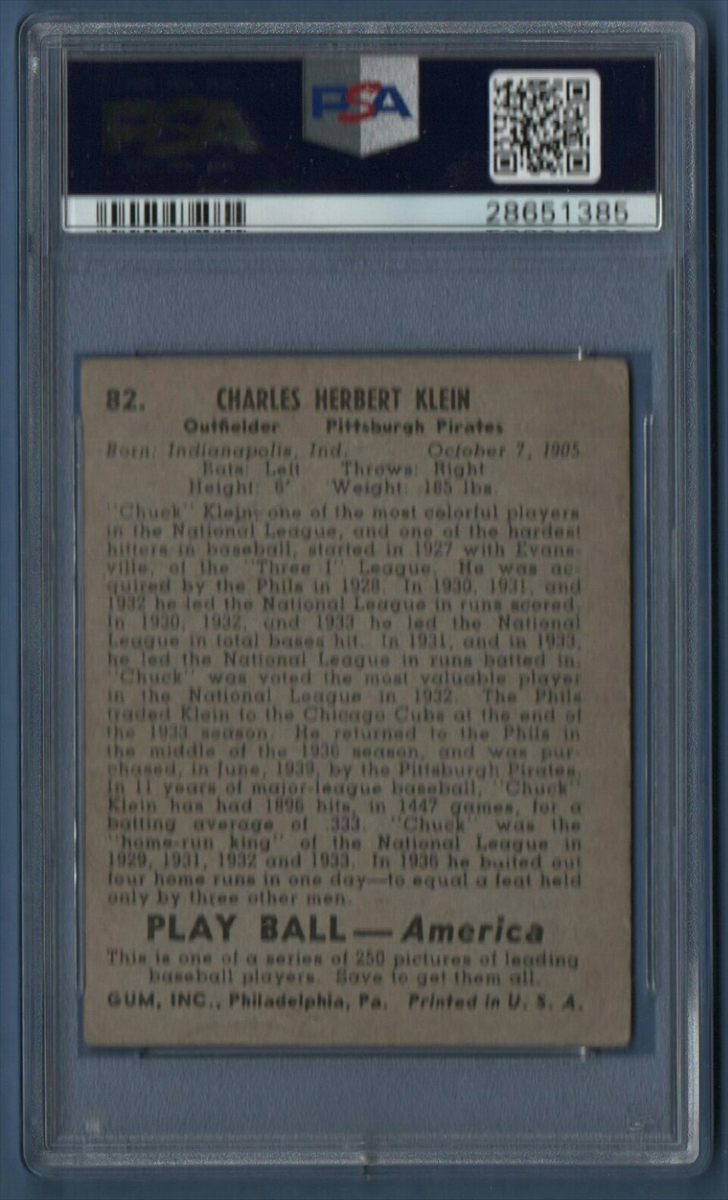 PSA
PSA
28651385
82. CHARLES HERBERT KLEIN
Outfielder Pittsburgh Pirates
Born: Indianapolis, Ind. October 7, 1905
Bats: Left Throws: Right
Height: 6' Weight: 185 lbs.
"Chuck" Klein, one of the most colorful players
in the National League, and one of the hardest
hitters in baseball, started in 1927 with Evans-
ville, of the "Three I" League. He was ac-
quired by the Phils in 1928. In 1930, 1931, and
1932 he led the National League in runs scored.
In 1930, 1932, and 1933 he led the National
League in total bases hit. In 1931, and in 1933,
he led the National League in runs batted in.
"Chuck" was voted the most valuable player
in the National League in 1932. The Phils
traded Klein to the Chicago Cubs at the end of
the 1933 season. He returned to the Phils in
the middle of the 1936 season, and was pur-
chased, in June, 1939, by the Pittsburgh Pirates.
In 11 years of major-league baseball, "Chuck"
Klein has had 1896 hits, in 1447 games, for a
batting average of .333. "Chuck" was the
"home-run king" of the National League in
1929, 1931, 1932 and 1933. In 1936 he busted out
four home runs in one day—to equal a feat held
only by three other men.
PLAY BALL — America
This is one of a series of 250 pictures of leading
baseball players. Save to get them all.
GUM, INC., Philadelphia, Pa. Printed in U. S. A.